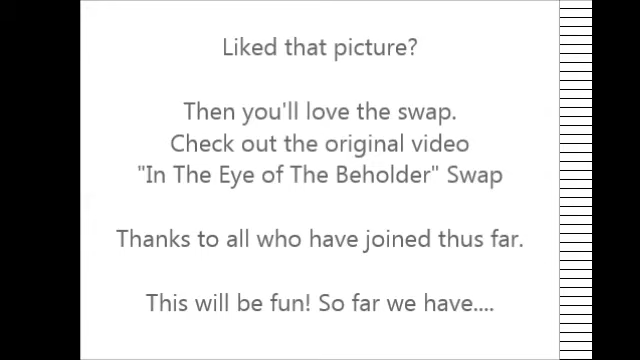 Liked that picture?
Then you'll love the swap.
Check out the original video
"In The Eye of The Beholder" Swap
Thanks to all who have joined thus far.
This will be fun! So far we have....